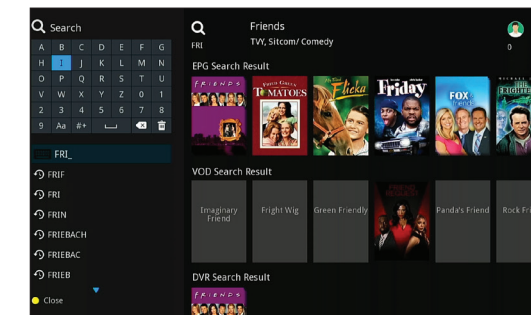 Search
A B C D E F G
H I J K L M N
O P Q R S T U
V W X Y Z 0 1
2 3 4 5 6 7 8
9 Aa #+
FRI_
FRIF
FRI
FRIN
FRIEBACH
FRIEBAC
FRIEB
Close
FRI
Friends
TVY, Sitcom/ Comedy
0
EPG Search Result
FRIENDS
FRIED GREEN
TOMATOES
Flicka
Friday
FOX
friends
VOD Search Result
Imaginary
Friend
Fright Wig
Green Friendly
Panda's Friend
Rock Fri
DVR Search Result
FRIENDS